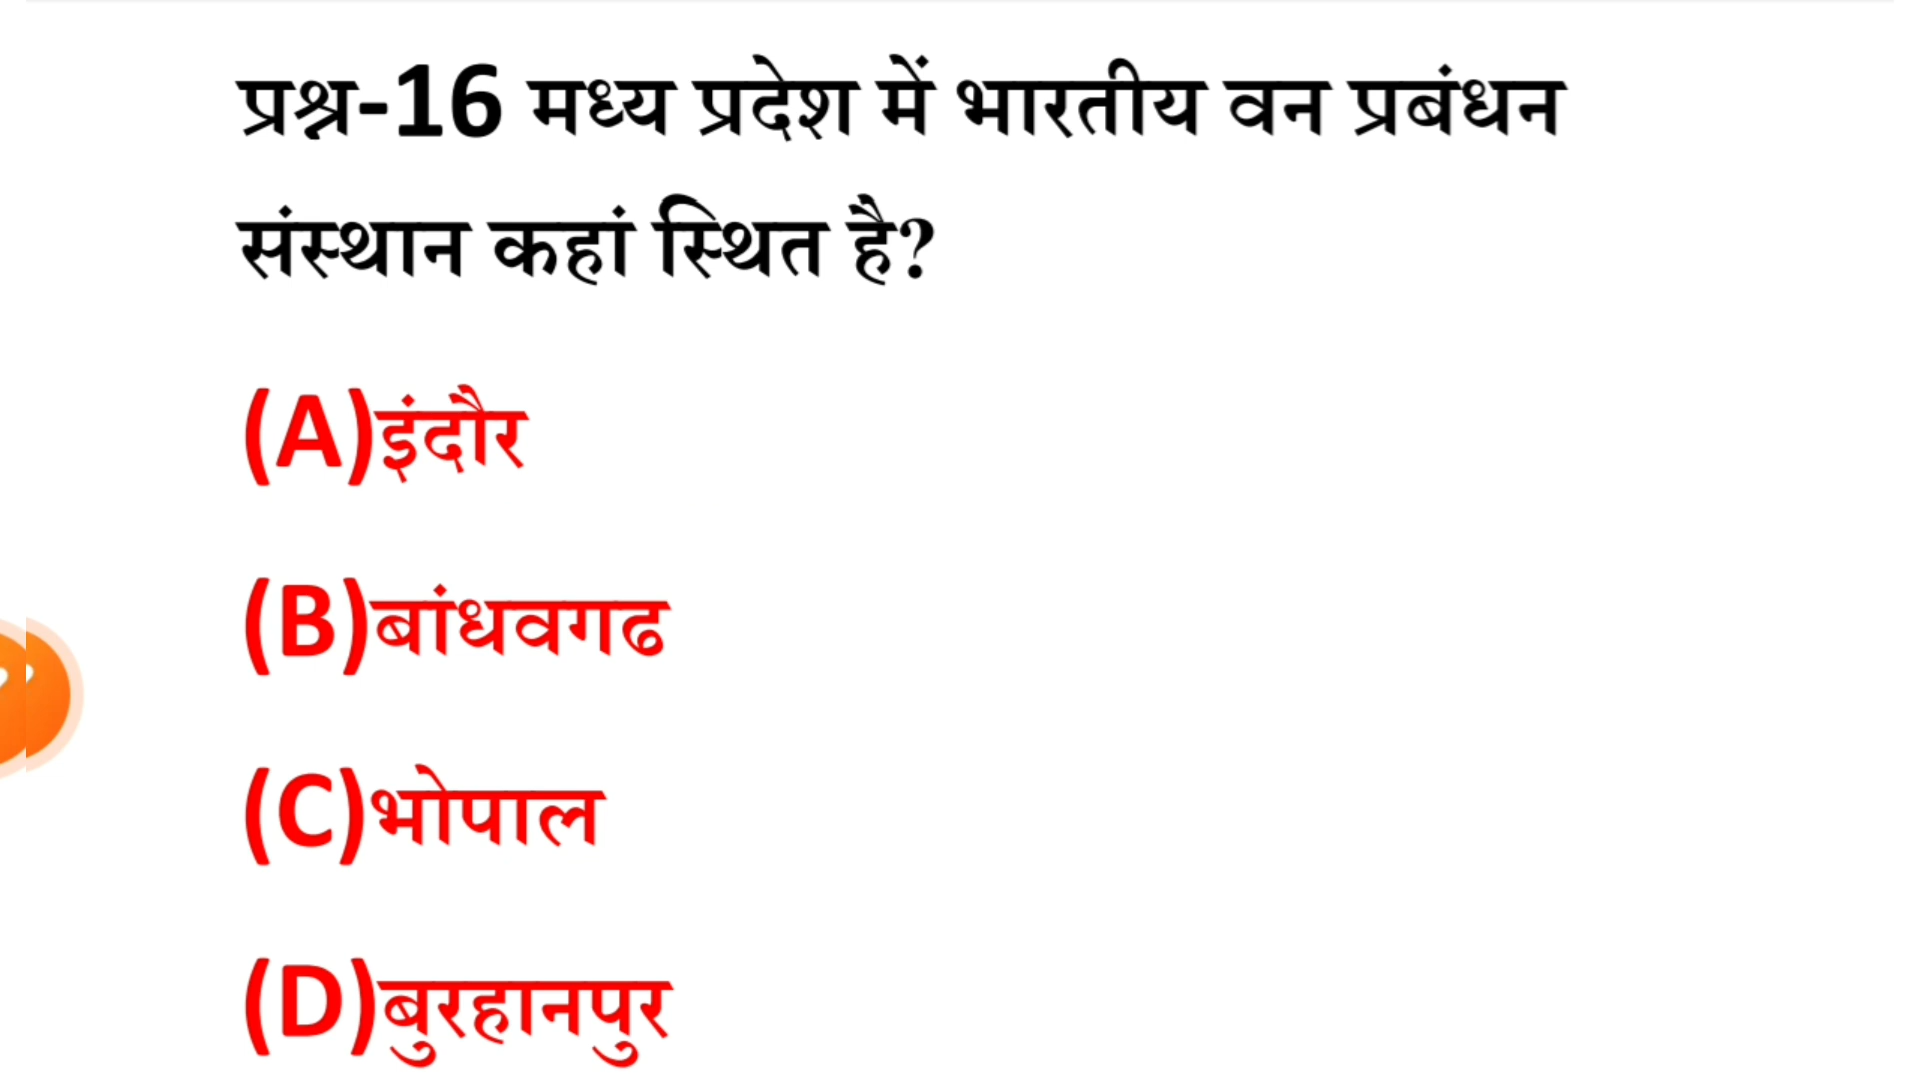 प्रश्न-16 मध्य प्रदेश में भारतीय वन प्रबंधन
संस्थान कहां स्थित है?
(A)इंदौर
(B)बांधवगढ
(C)भोपाल
(D)बुरहानपुर